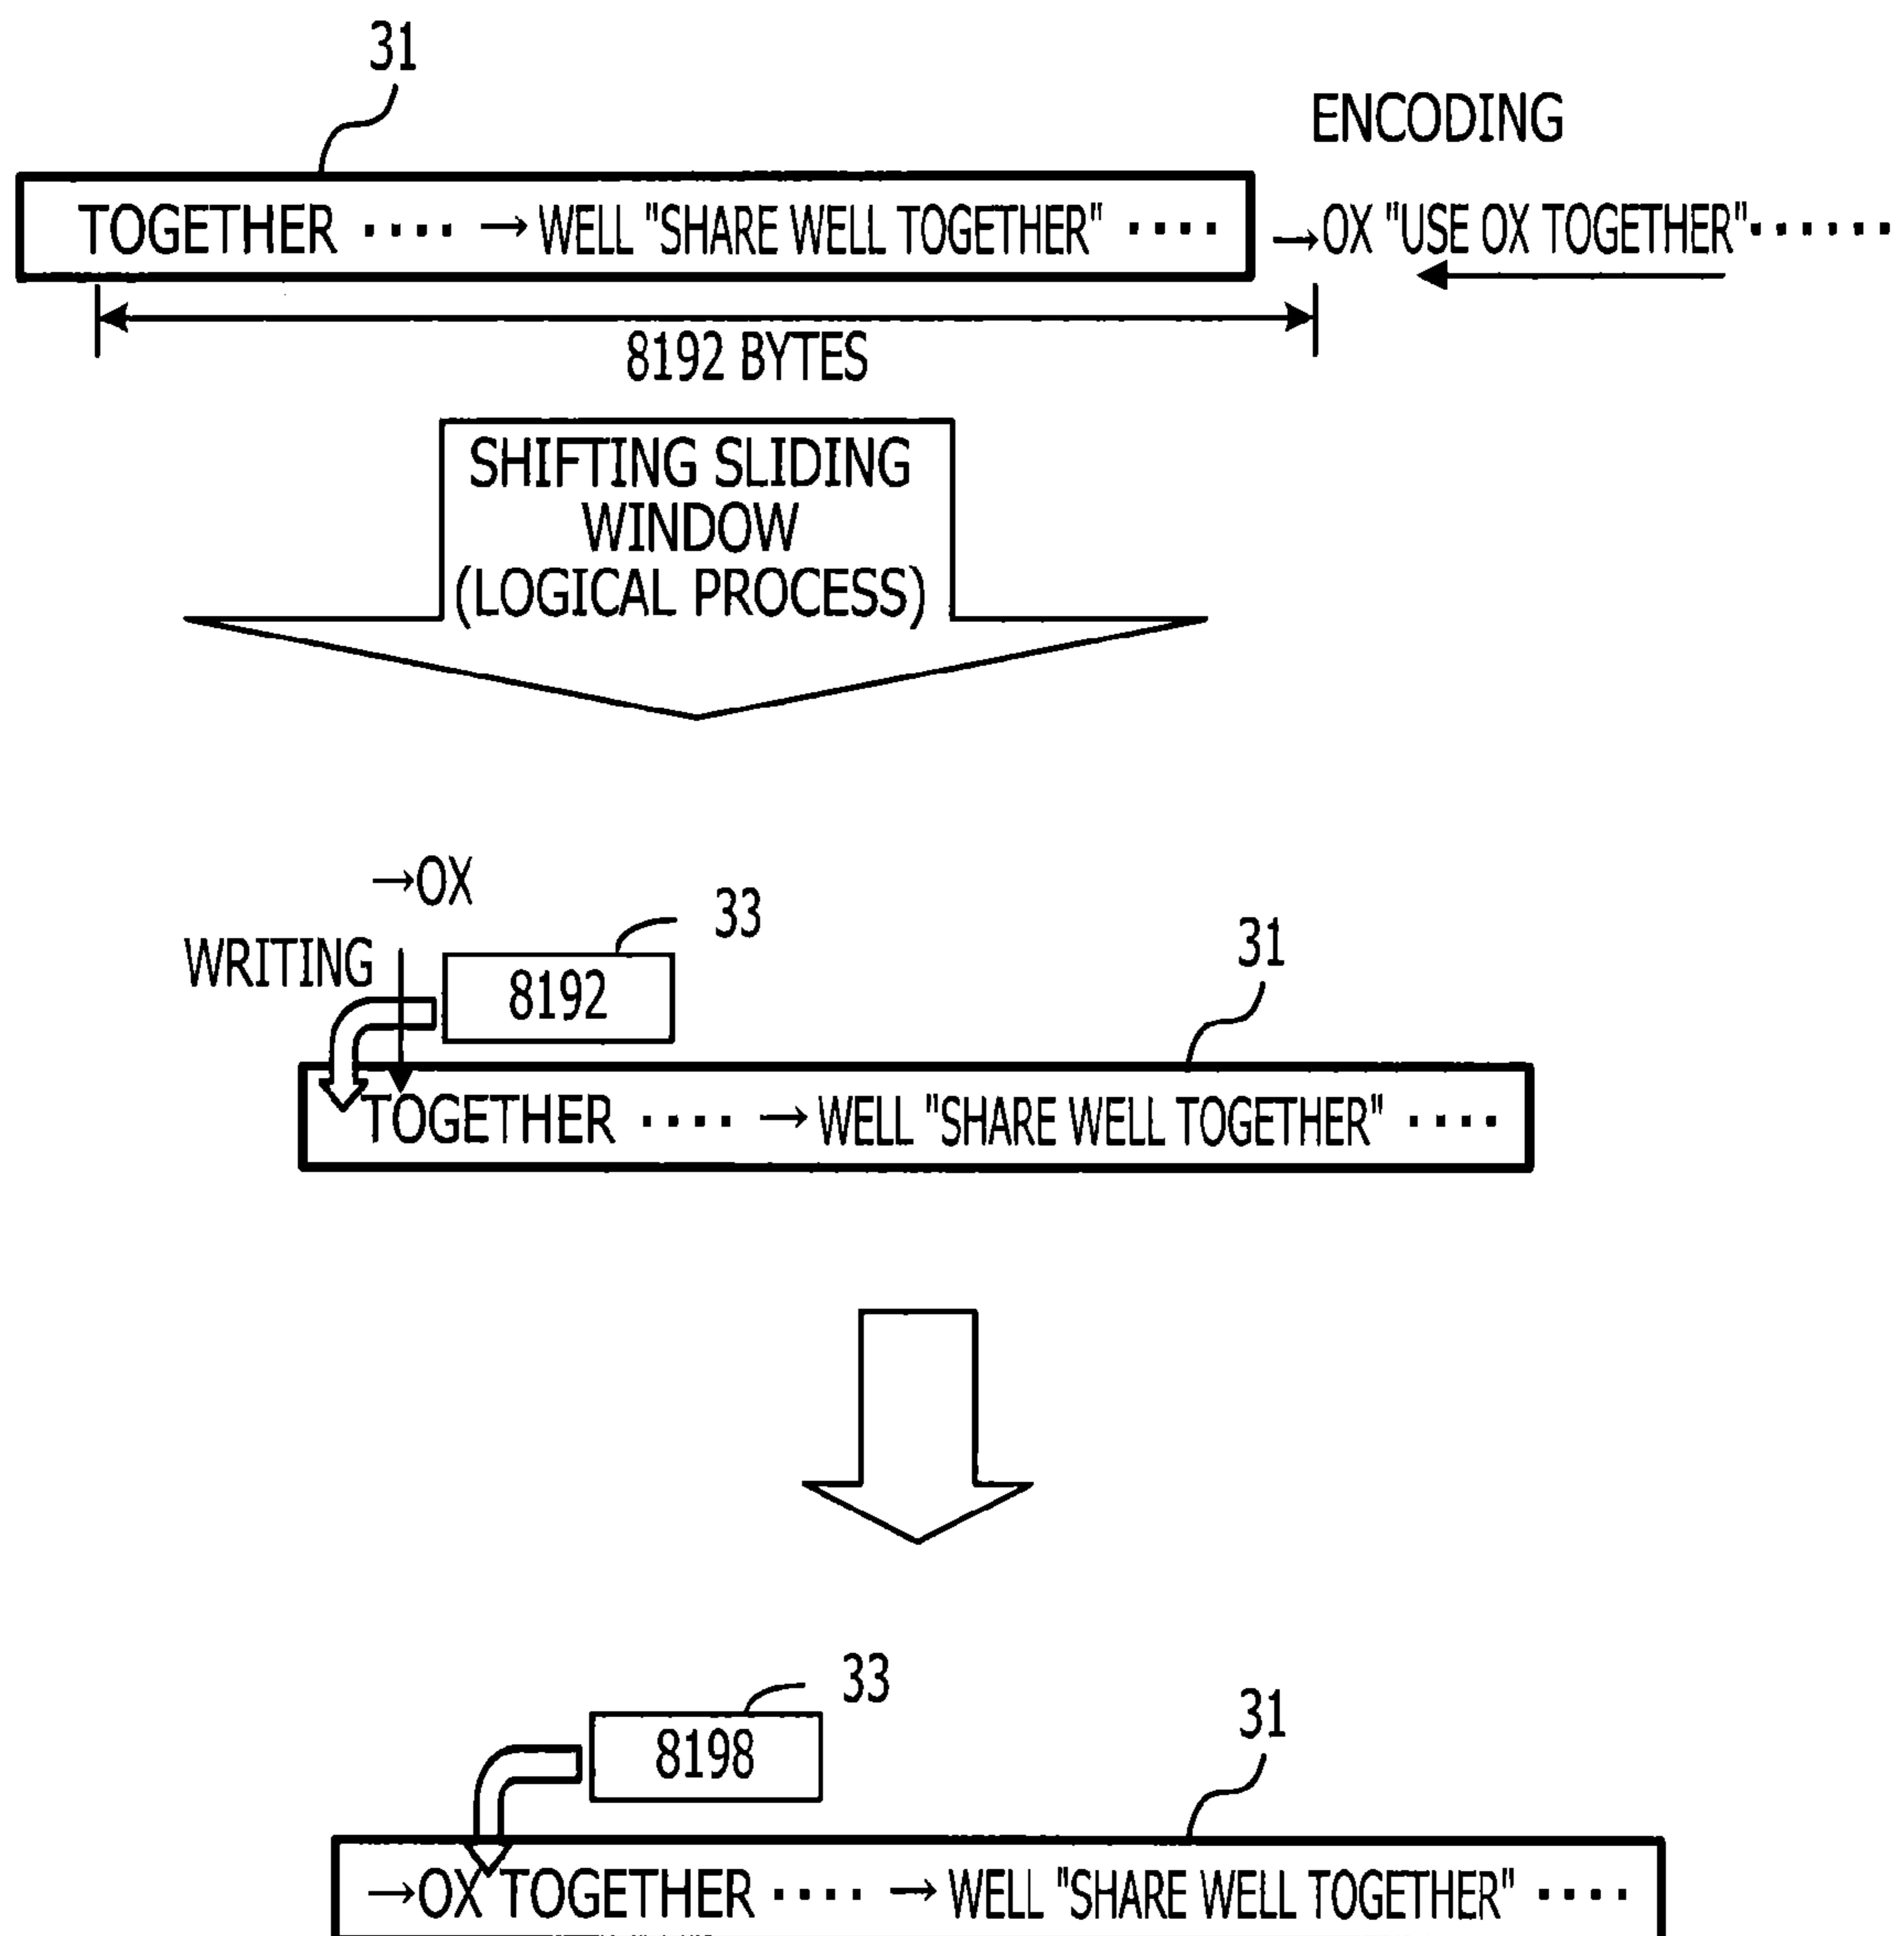 31
ENCODING
TOGETHER ···· →WELL "SHARE WELL TOGETHER" ···· →OX "USE OX TOGETHER"······
8192 BYTES
SHIFTING SLIDING
WINDOW
(LOGICAL PROCESS)
→OX
33
31
WRITING
8192
TOGETHER ···· →WELL "SHARE WELL TOGETHER" ····
33
31
8198
→OX TOGETHER ···· →WELL "SHARE WELL TOGETHER" ····